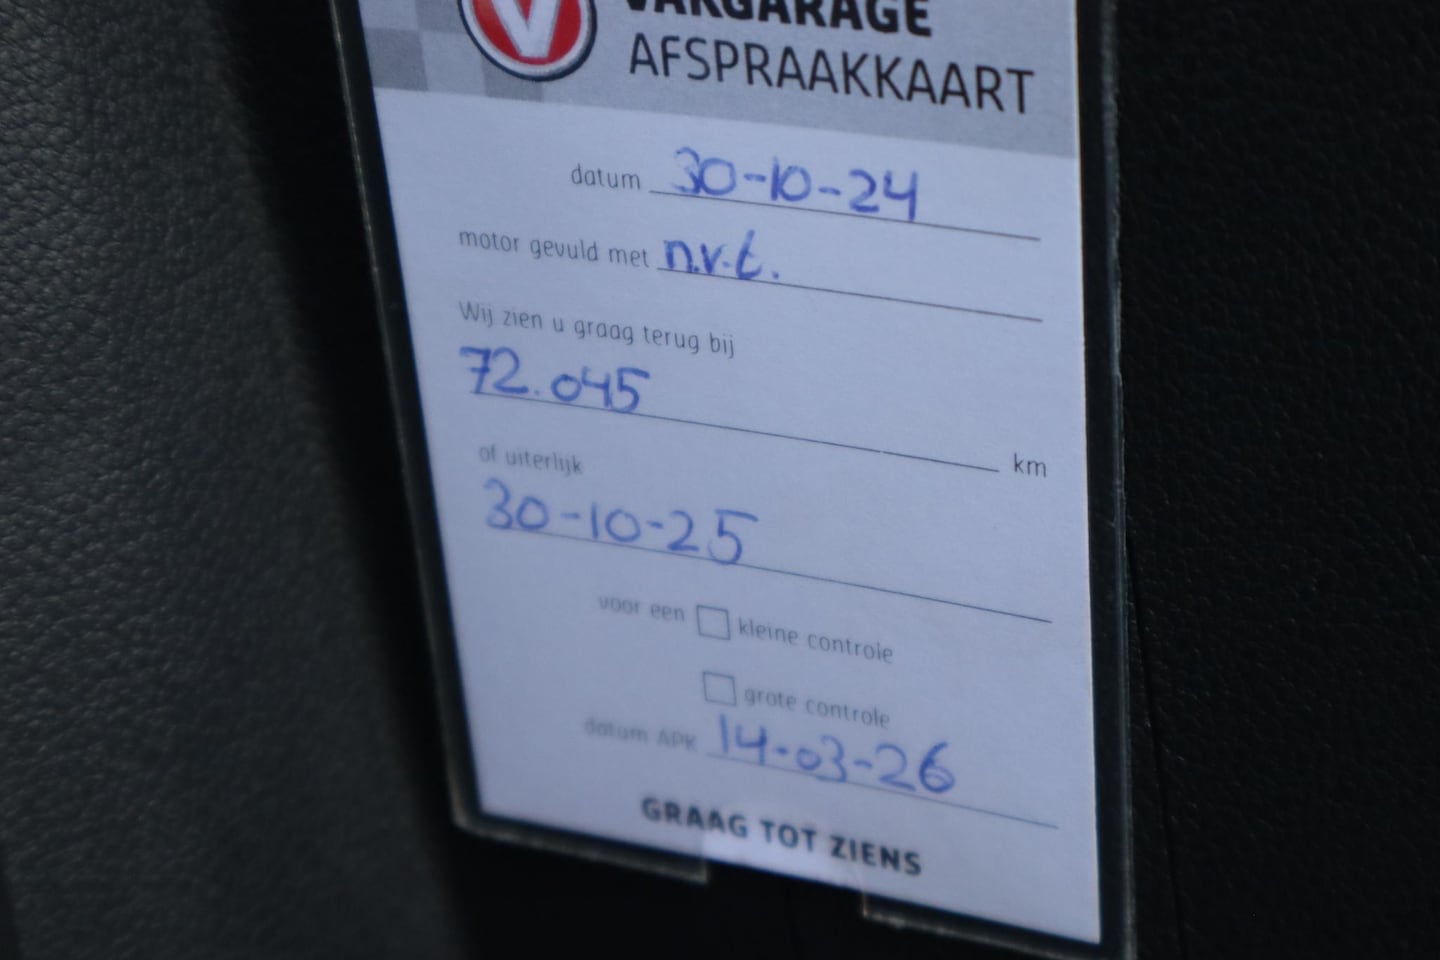 V
VAKGARAGE
AFSPRAAKKAART
datum 30-10-24
motor gevuld met n.v.t.
Wij zien u graag terug bij
72.045 km
of uiterlijk
30-10-25
voor een kleine controle
grote controle
datum APK 14-03-26
GRAAG TOT ZIENS